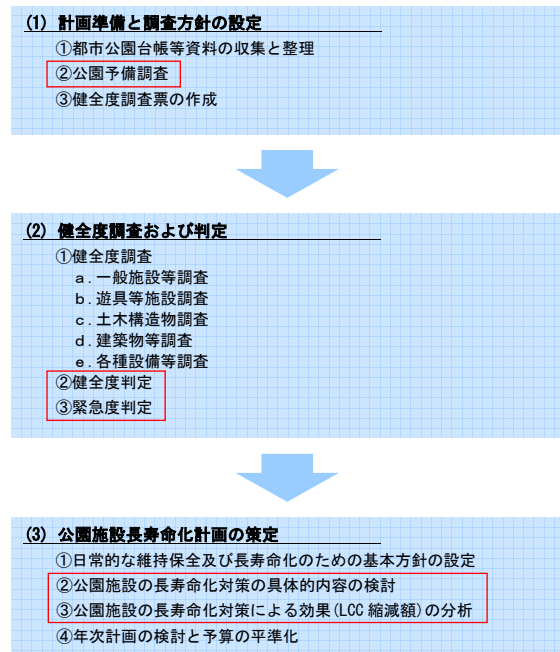 (1) 計画準備と調査方針の設定
①都市公園台帳等資料の収集と整理
②公園予備調査
③健全度調査票の作成
(2) 健全度調査および判定
①健全度調査
a.一般施設等調査
b.遊具等施設調査
c.土木構造物調査
d.建築物等調査
e.各種設備等調査
②健全度判定
③緊急度判定
(3) 公園施設長寿命化計画の策定
①日常的な維持保全及び長寿命化のための基本方針の設定
②公園施設の長寿命化対策の具体的内容の検討
③公園施設の長寿命化対策による効果(LCC 縮減額)の分析
④年次計画の検討と予算の平準化